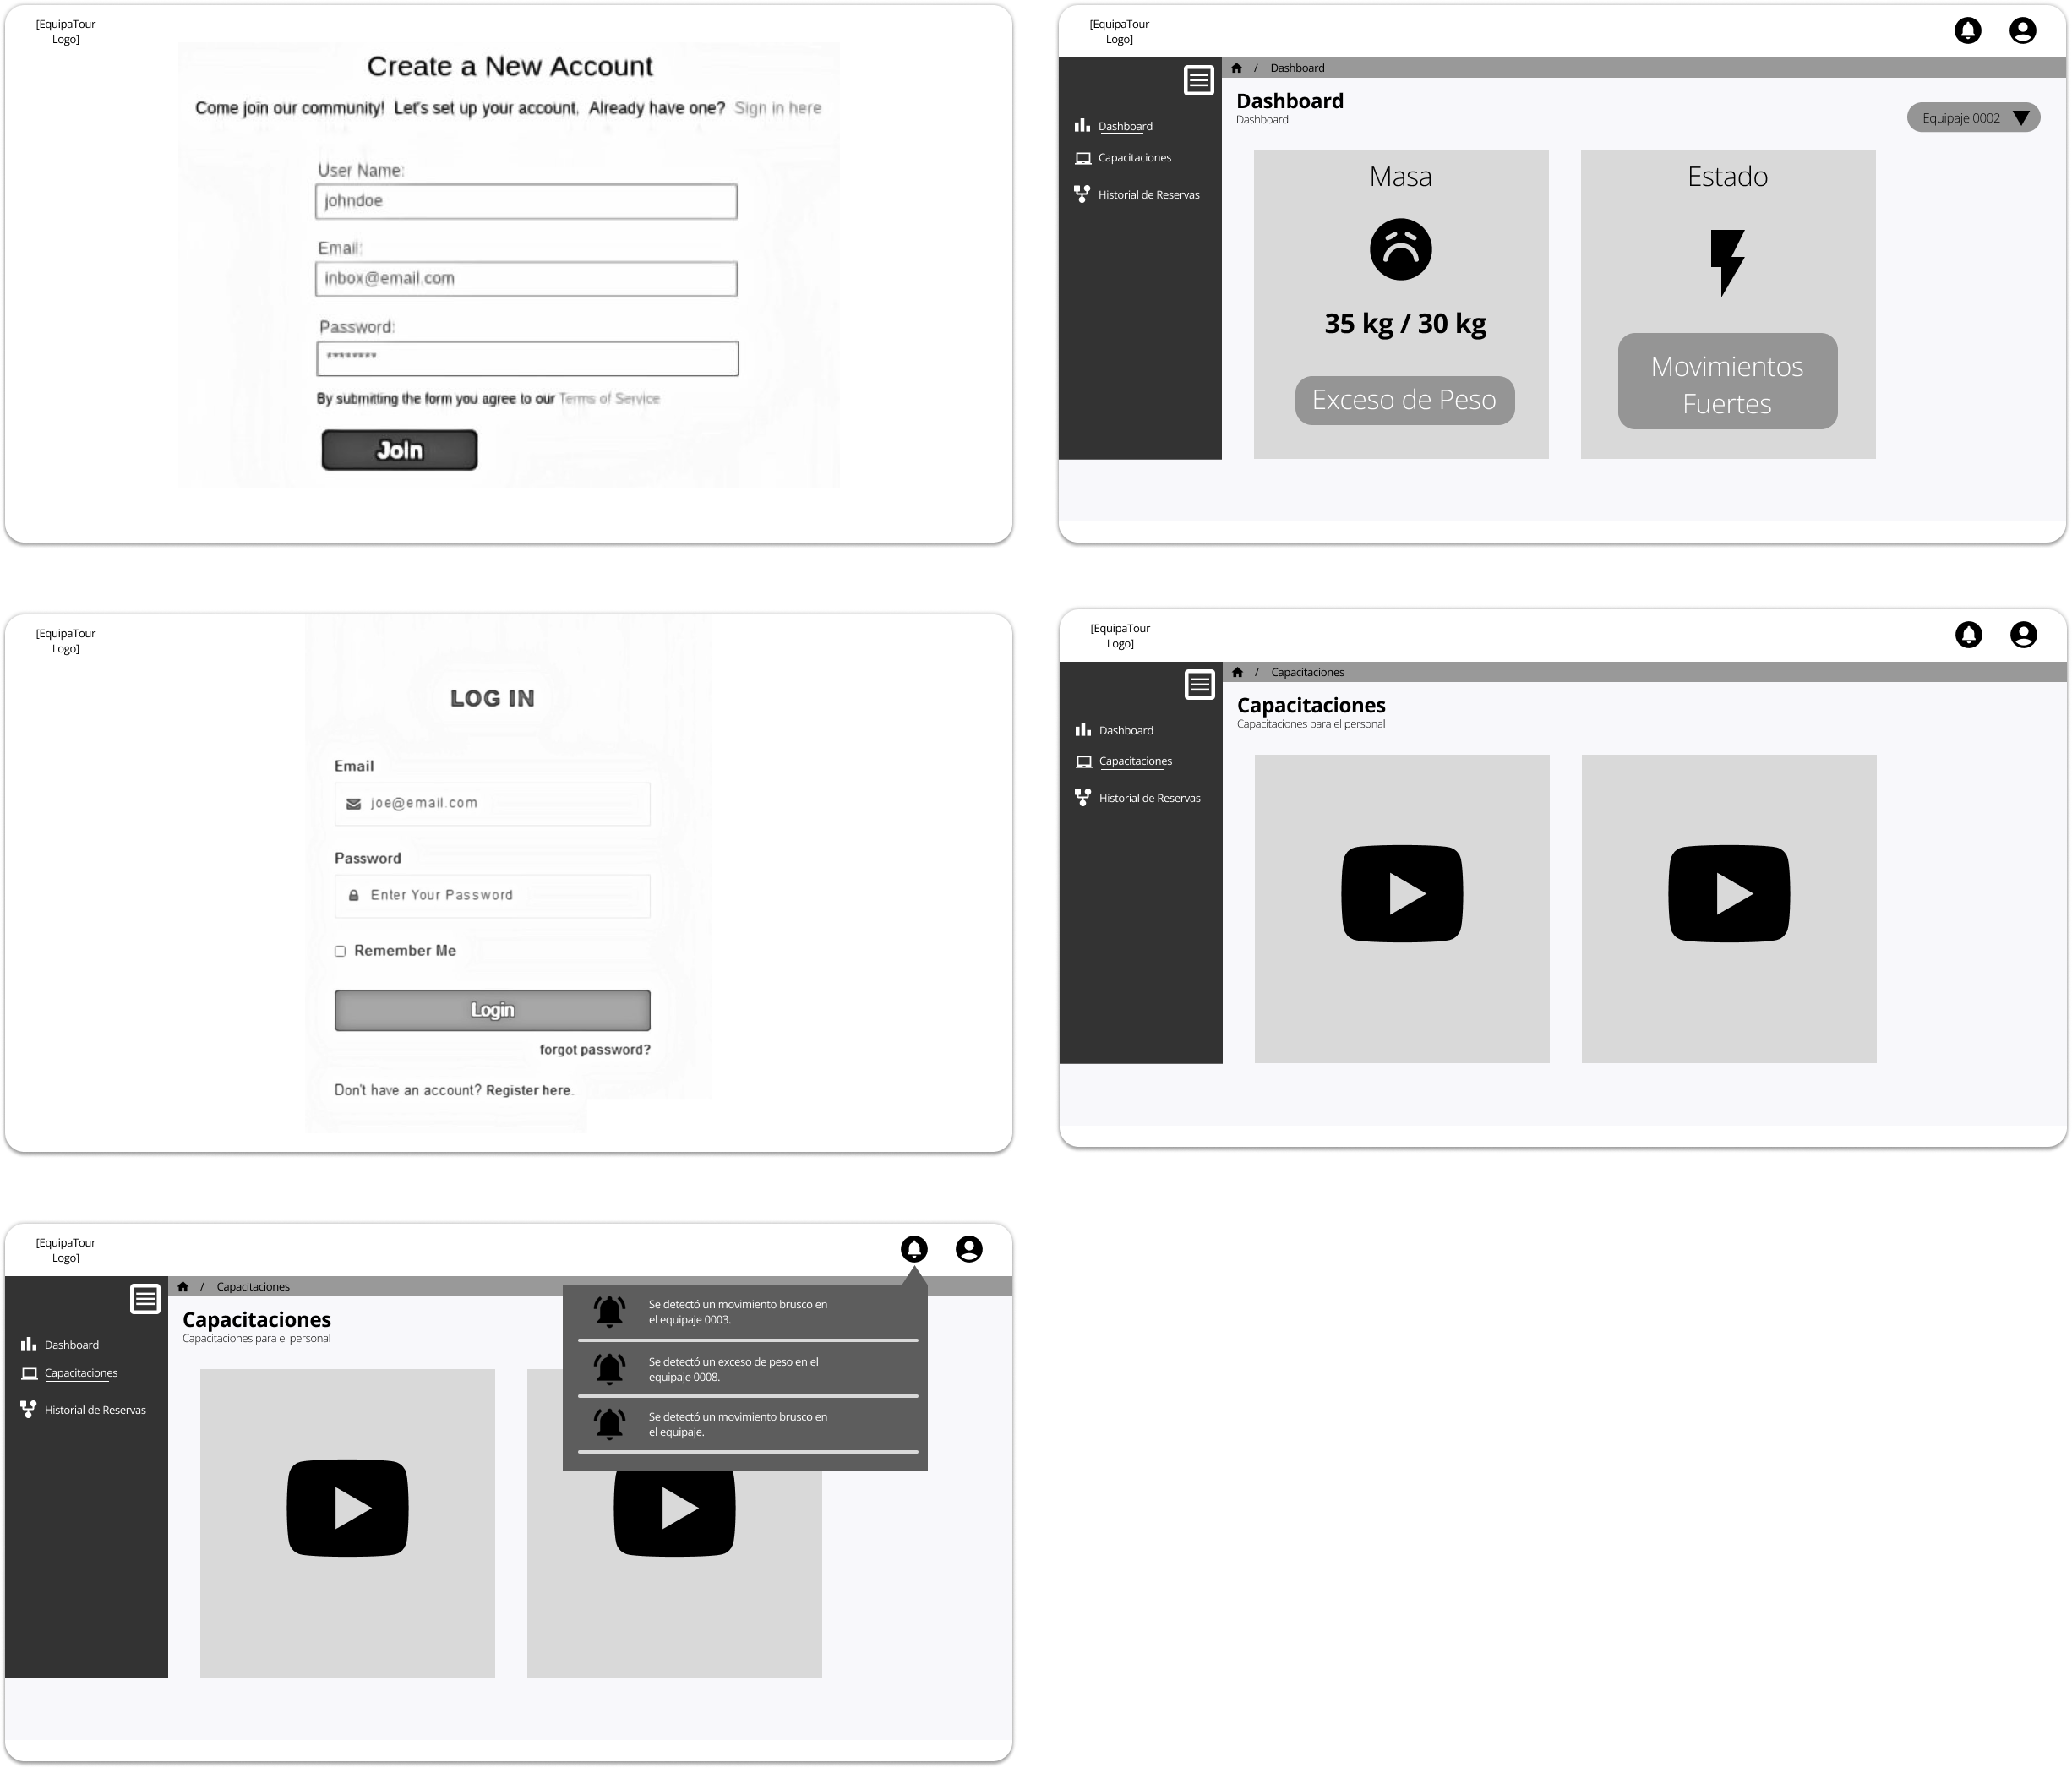 [EquipaTour
Logo]
Create a New Account
Come join our community! Let's set up your account. Already have one? Sign in here
User Name:
johndoe
Email:
inbox@email.com
Password:
********
By submitting the form you agree to our Terms of Service
Join
[EquipaTour
Logo]
/ Dashboard
Dashboard
Dashboard
Equipaje 0002
Dashboard
Capacitaciones
Historial de Reservas
Masa
35 kg / 30 kg
Exceso de Peso
Estado
Movimientos
Fuertes
[EquipaTour
Logo]
LOG IN
Email
joe@email.com
Password
Enter Your Password
Remember Me
Login
forgot password?
Don't have an account? Register here.
[EquipaTour
Logo]
/ Capacitaciones
Capacitaciones
Capacitaciones para el personal
Dashboard
Capacitaciones
Historial de Reservas
[EquipaTour
Logo]
/ Capacitaciones
Capacitaciones
Capacitaciones para el personal
Dashboard
Capacitaciones
Historial de Reservas
Se detectó un movimiento brusco en
el equipaje 0003.
Se detectó un exceso de peso en el
equipaje 0008.
Se detectó un movimiento brusco en
el equipaje.